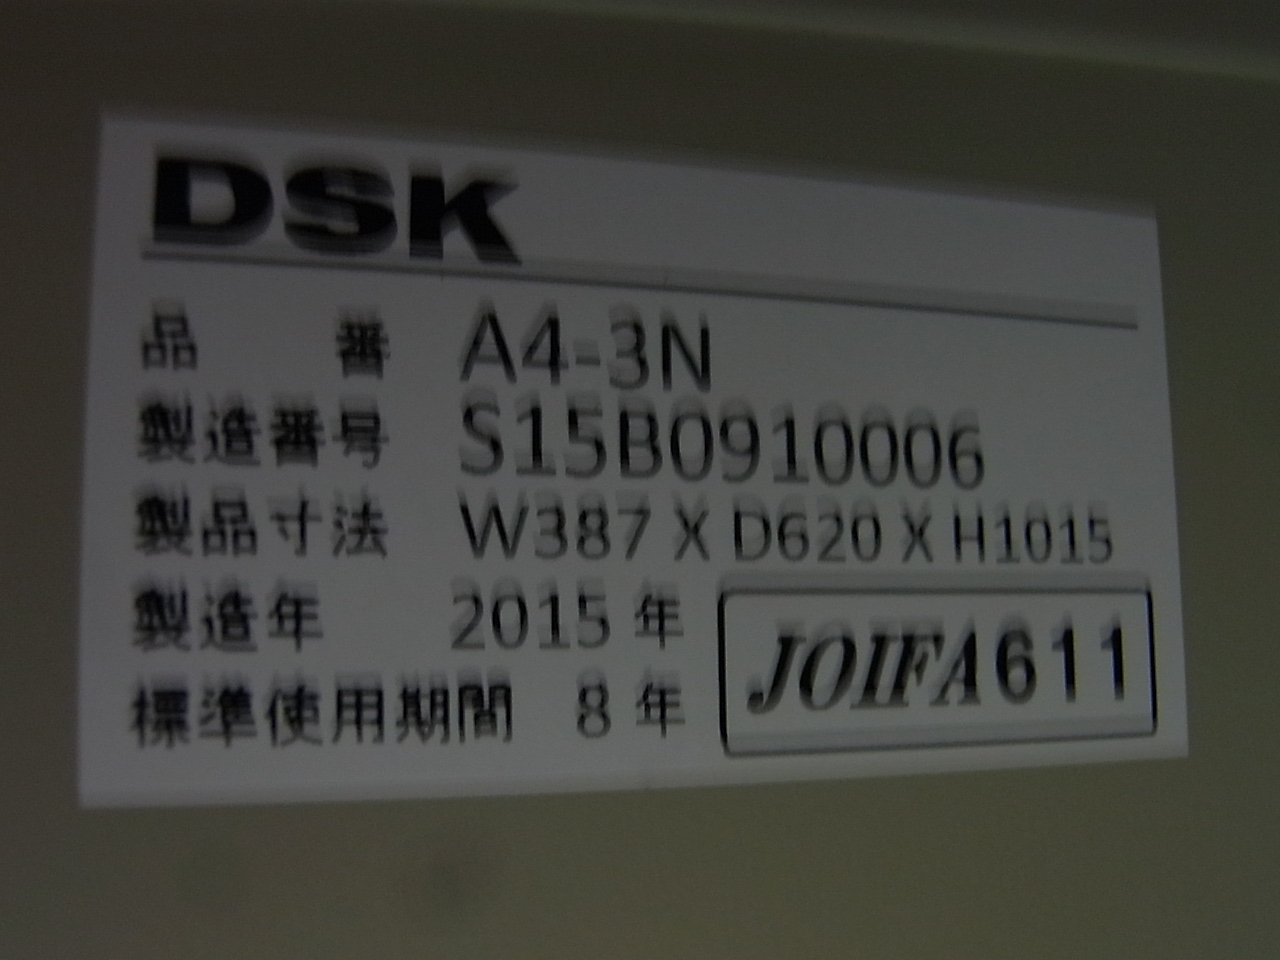 DSK
品 番 A4-3N
製造番号 S15B0910006
製品寸法 W387 X D620 X H1015
製造年 2015 年
標準使用期間 8 年
JOIFA611